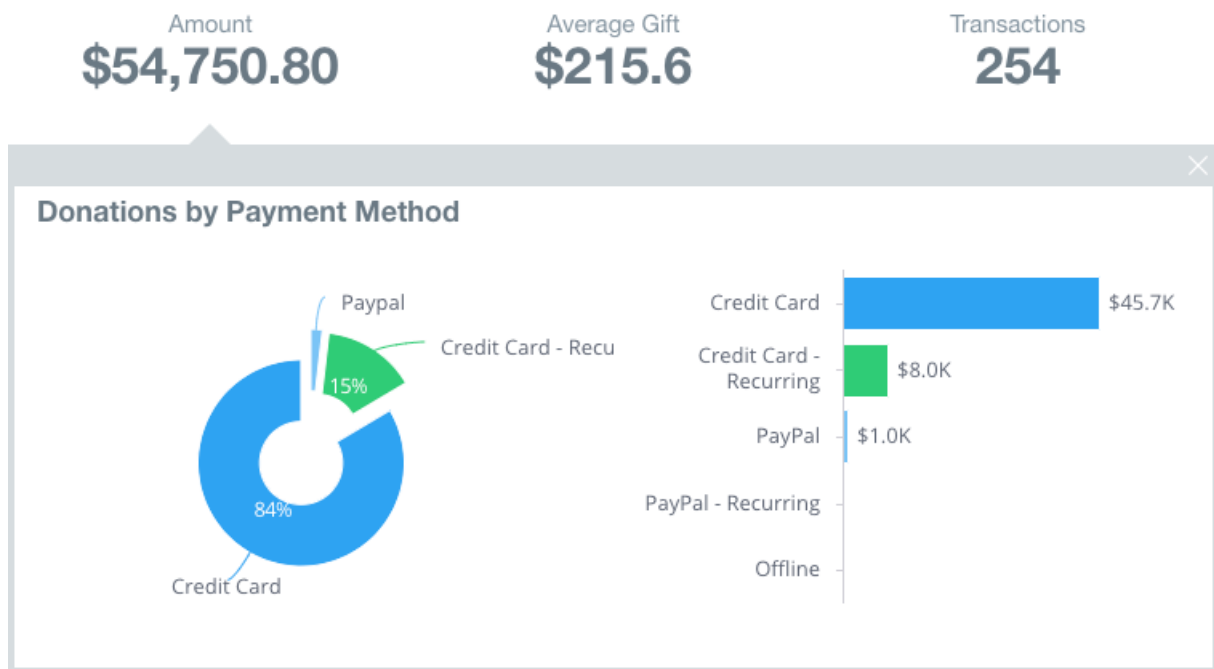 Amount
$54,750.80
Average Gift
$215.6
Transactions
254
Donations by Payment Method
Paypal
Credit Card - Recu
15%
84%
Credit Card
Credit Card
$45.7K
Credit Card -
Recurring
$8.0K
PayPal
$1.0K
PayPal - Recurring
Offline